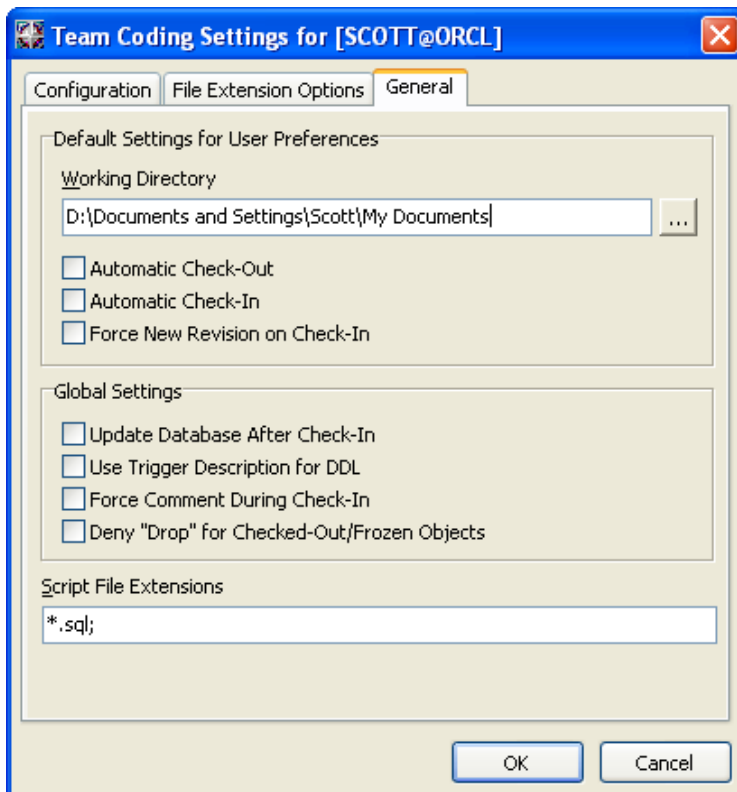 Team Coding Settings for [SCOTT@ORCL]
Configuration File Extension Options General
Default Settings for User Preferences
Working Directory
D:\Documents and Settings\Scott\My Documents
...
Automatic Check-Out
Automatic Check-In
Force New Revision on Check-In
Global Settings
Update Database After Check-In
Use Trigger Description for DDL
Force Comment During Check-In
Deny "Drop" for Checked-Out/Frozen Objects
Script File Extensions
*.sql;
OK Cancel